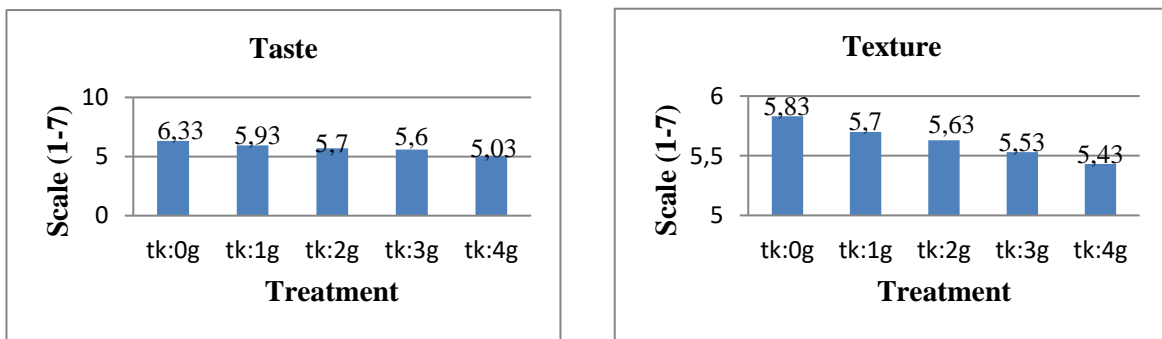 Taste
Scale (1-7)
10
5
0
6,33
5,93
5,7
5,6
5,03
tk:0g tk:1g tk:2g tk:3g tk:4g
Treatment
Texture
Scale (1-7)
6
5,5
5
5,83
5,7
5,63
5,53
5,43
tk:0g tk:1g tk:2g tk:3g tk:4g
Treatment